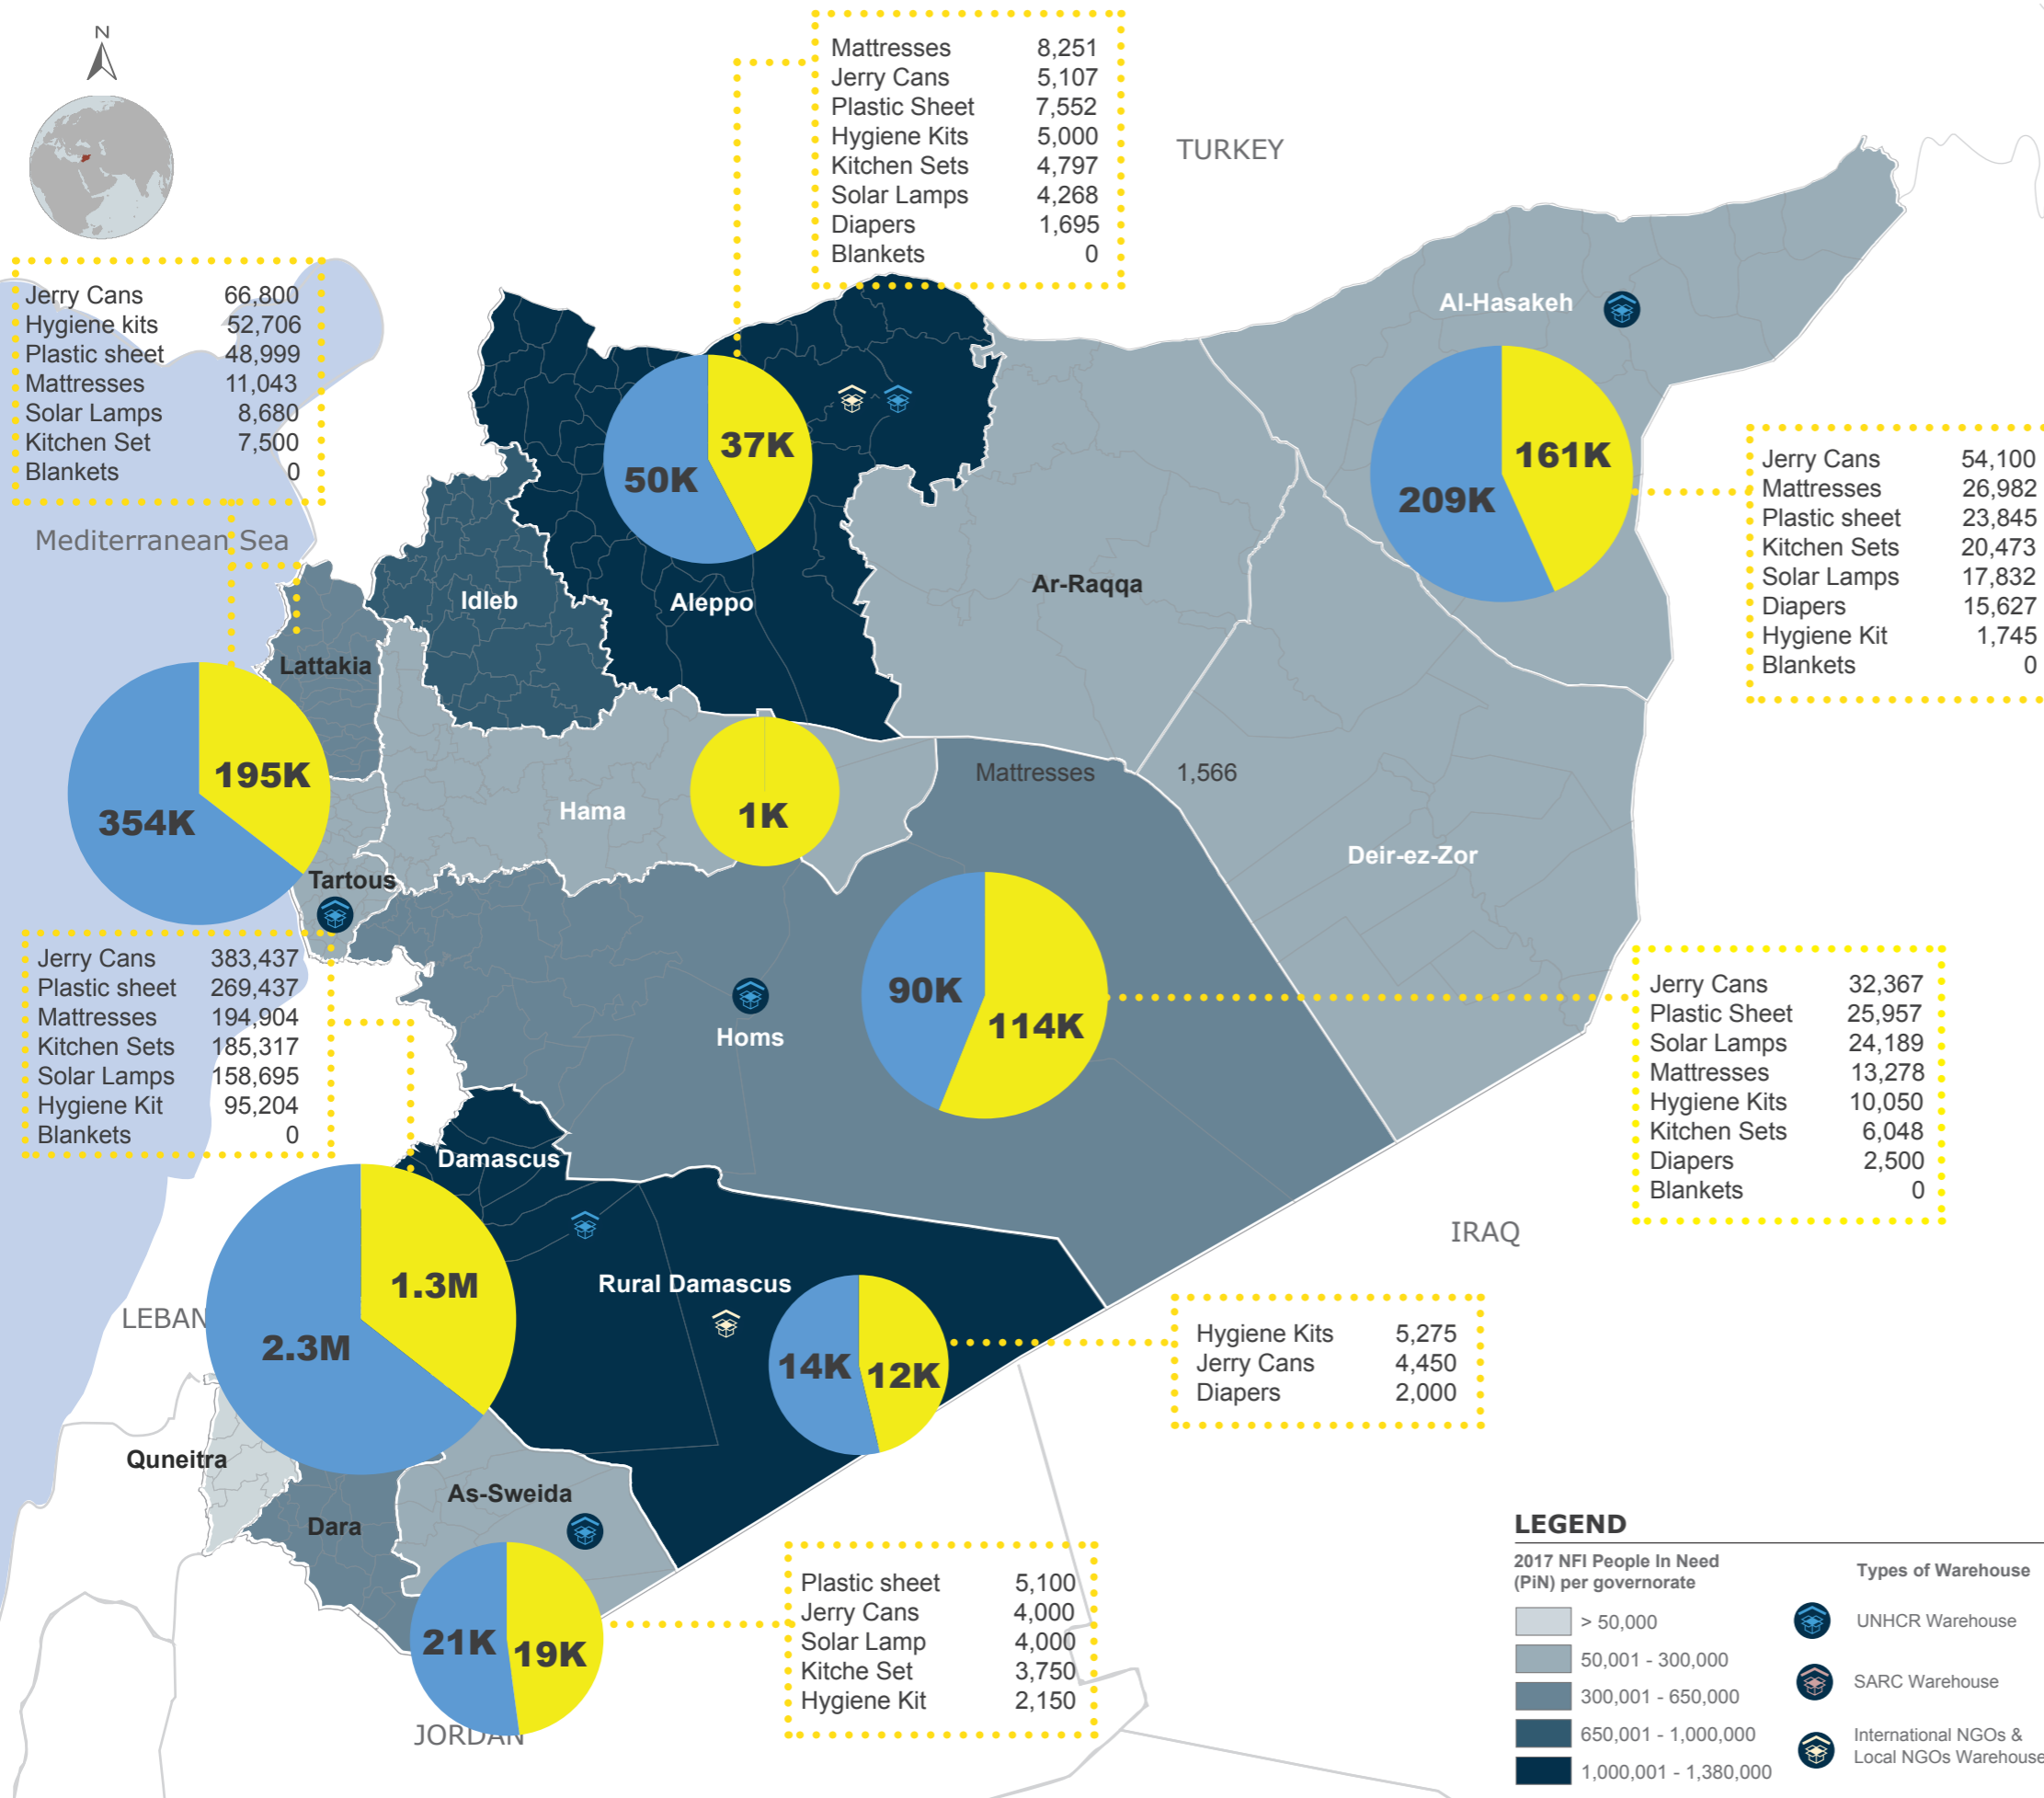 N
Mattresses 8,251
Jerry Cans 5,107
Plastic Sheet 7,552
Hygiene Kits 5,000
Kitchen Sets 4,797
Solar Lamps 4,268
Diapers 1,695
Blankets 0
TURKEY
Jerry Cans 66,800
Hygiene kits 52,706
Plastic sheet 48,999
Mattresses 11,043
Solar Lamps 8,680
Kitchen Set 7,500
Blankets 0
Mediterranean Sea
Al-Hasakeh
161K
209K
37K
50K
Jerry Cans 54,100
Mattresses 26,982
Plastic sheet 23,845
Kitchen Sets 20,473
Solar Lamps 17,832
Diapers 15,627
Hygiene Kit 1,745
Blankets 0
Idleb
Aleppo
Ar-Raqqa
Lattakia
195K
354K
Hama
1K
Mattresses 1,566
Deir-ez-Zor
Tartous
Jerry Cans 383,437
Plastic sheet 269,437
Mattresses 194,904
Kitchen Sets 185,317
Solar Lamps 158,695
Hygiene Kit 95,204
Blankets 0
Homs
90K
114K
Jerry Cans 32,367
Plastic Sheet 25,957
Solar Lamps 24,189
Mattresses 13,278
Hygiene Kits 10,050
Kitchen Sets 6,048
Diapers 2,500
Blankets 0
Damascus
IRAQ
1.3M
2.3M
LEBAN
Rural Damascus
14K
12K
Hygiene Kits 5,275
Jerry Cans 4,450
Diapers 2,000
Quneitra
As-Sweida
Dara
21K
19K
JORDAN
Plastic sheet 5,100
Jerry Cans 4,000
Solar Lamp 4,000
Kitche Set 3,750
Hygiene Kit 2,150
LEGEND
2017 NFI People In Need
(PiN) per governorate
> 50,000
50,001 - 300,000
300,001 - 650,000
650,001 - 1,000,000
1,000,001 - 1,380,000
Types of Warehouse
UNHCR Warehouse
SARC Warehouse
International NGOs &
Local NGOs Warehouse